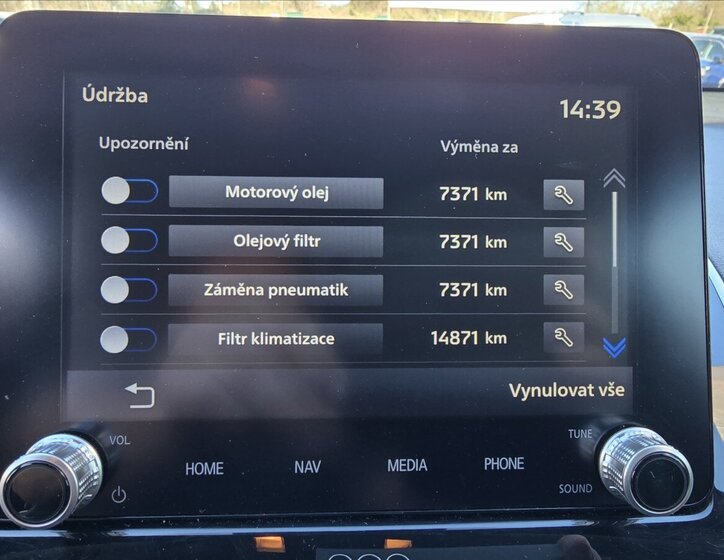 Údržba
14:39
Upozornění Výměna za
Motorový olej 7371 km
Olejový filtr 7371 km
Záměna pneumatik 7371 km
Filtr klimatizace 14871 km
Vynulovat vše
VOL TUNE
HOME NAV MEDIA PHONE
SOUND